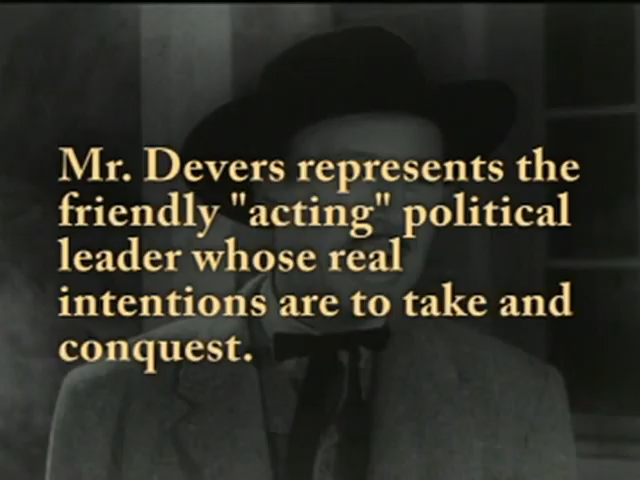 Mr. Devers represents the
friendly "acting" political
leader whose real
intentions are to take and
conquest.